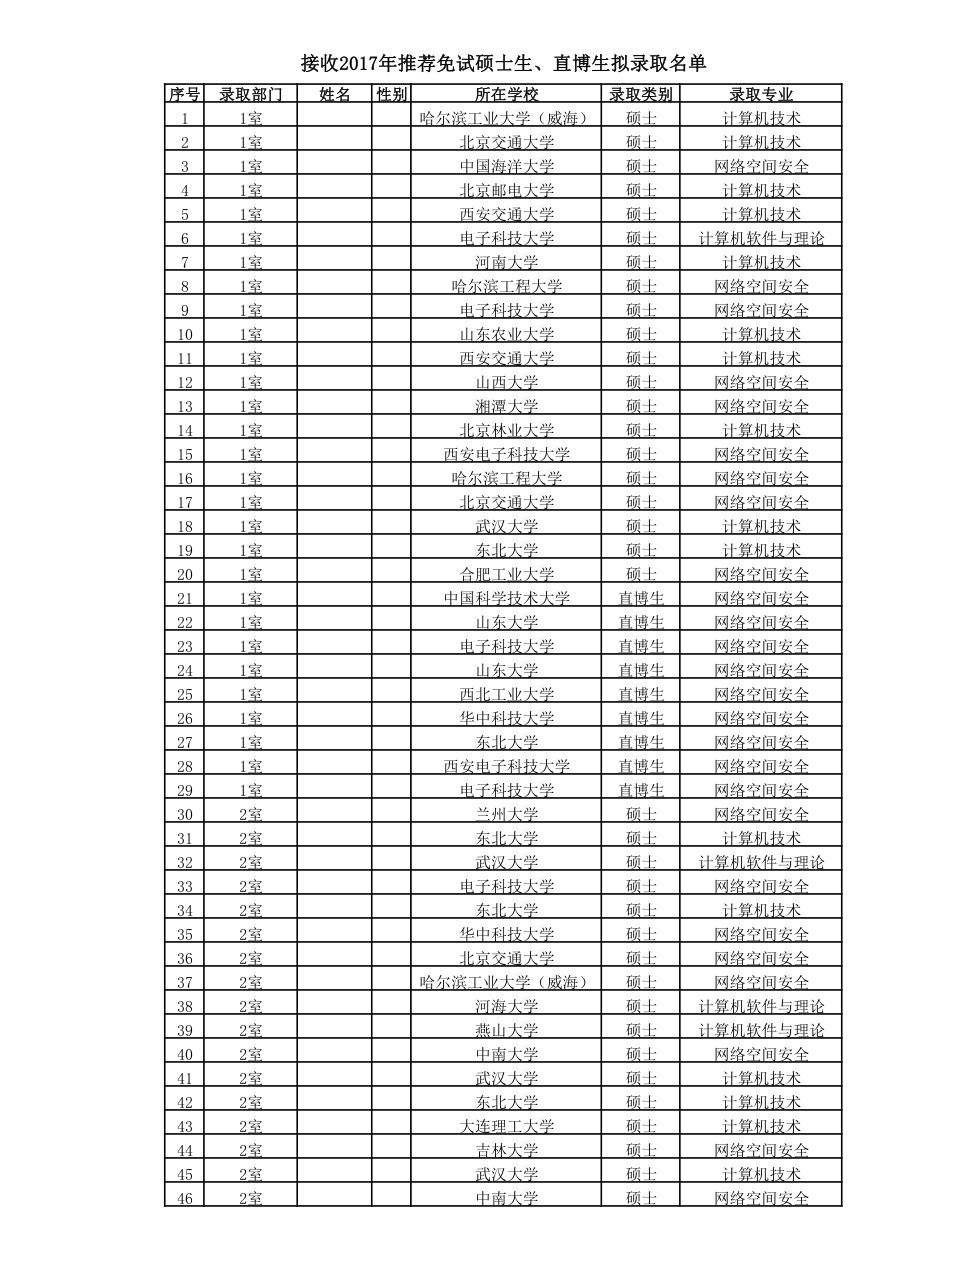 接收2017年推荐免试硕士生、直博生拟录取名单
序号 录取部门 姓名 性别 所在学校 录取类别 录取专业
1 1室 哈尔滨工业大学（威海） 硕士 计算机技术
2 1室 北京交通大学 硕士 计算机技术
3 1室 中国海洋大学 硕士 网络空间安全
4 1室 北京邮电大学 硕士 计算机技术
5 1室 西安交通大学 硕士 计算机技术
6 1室 电子科技大学 硕士 计算机软件与理论
7 1室 河南大学 硕士 计算机技术
8 1室 哈尔滨工程大学 硕士 网络空间安全
9 1室 电子科技大学 硕士 网络空间安全
10 1室 山东农业大学 硕士 计算机技术
11 1室 西安交通大学 硕士 计算机技术
12 1室 山西大学 硕士 网络空间安全
13 1室 湘潭大学 硕士 网络空间安全
14 1室 北京林业大学 硕士 计算机技术
15 1室 西安电子科技大学 硕士 网络空间安全
16 1室 哈尔滨工程大学 硕士 网络空间安全
17 1室 北京交通大学 硕士 网络空间安全
18 1室 武汉大学 硕士 计算机技术
19 1室 东北大学 硕士 计算机技术
20 1室 合肥工业大学 硕士 网络空间安全
21 1室 中国科学技术大学 直博生 网络空间安全
22 1室 山东大学 直博生 网络空间安全
23 1室 电子科技大学 直博生 网络空间安全
24 1室 山东大学 直博生 网络空间安全
25 1室 西北工业大学 直博生 网络空间安全
26 1室 华中科技大学 直博生 网络空间安全
27 1室 东北大学 直博生 网络空间安全
28 1室 西安电子科技大学 直博生 网络空间安全
29 1室 电子科技大学 直博生 网络空间安全
30 2室 兰州大学 硕士 网络空间安全
31 2室 东北大学 硕士 计算机技术
32 2室 武汉大学 硕士 计算机软件与理论
33 2室 电子科技大学 硕士 网络空间安全
34 2室 东北大学 硕士 计算机技术
35 2室 华中科技大学 硕士 网络空间安全
36 2室 北京交通大学 硕士 网络空间安全
37 2室 哈尔滨工业大学（威海） 硕士 网络空间安全
38 2室 河海大学 硕士 计算机软件与理论
39 2室 燕山大学 硕士 计算机软件与理论
40 2室 中南大学 硕士 网络空间安全
41 2室 武汉大学 硕士 计算机技术
42 2室 东北大学 硕士 计算机技术
43 2室 大连理工大学 硕士 计算机技术
44 2室 吉林大学 硕士 网络空间安全
45 2室 武汉大学 硕士 计算机技术
46 2室 中南大学 硕士 网络空间安全